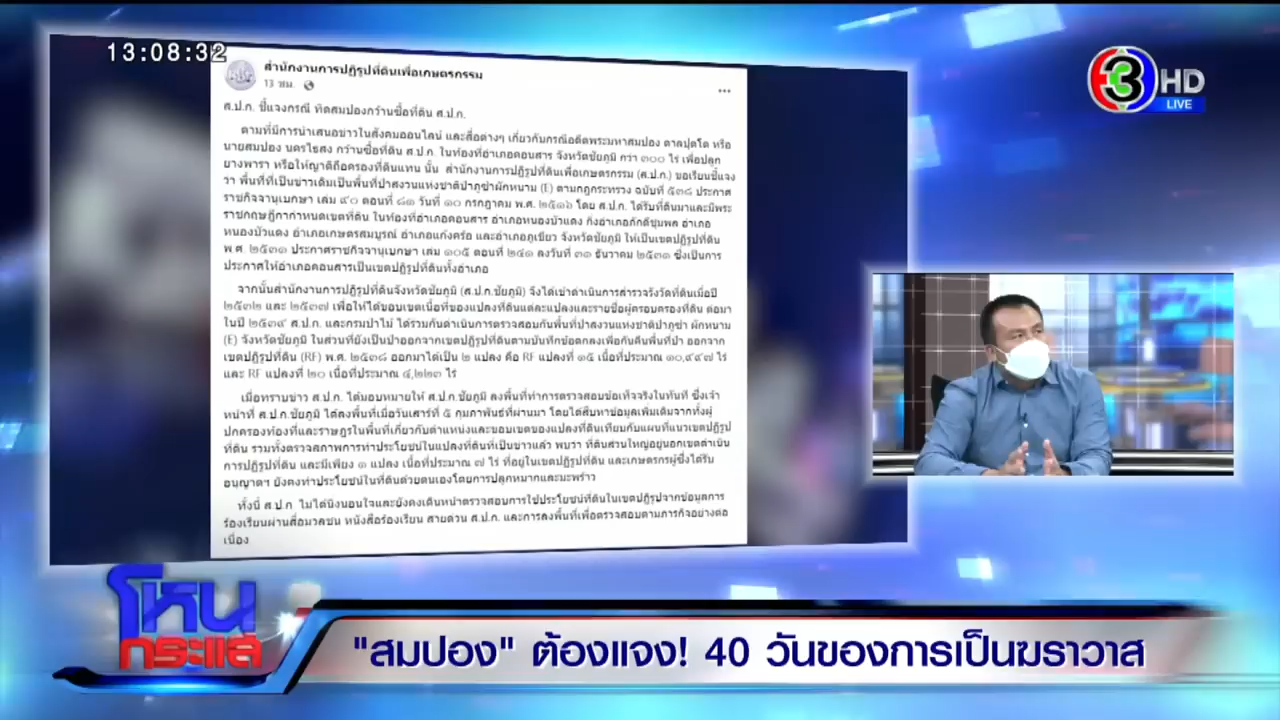 13:08:32
สำนักงานการปฏิรูปที่ดินเพื่อเกษตรกรรม
13 ชม.
ส.ป.ก. ชี้แจงกรณี ทิดสมปองกว้านซื้อที่ดิน ส.ป.ก.
ตามที่มีการนำเสนอข่าวในสังคมออนไลน์ และสื่อต่างๆ เกี่ยวกับกรณีอดีตพระมหาสมปอง ตาลปุตโต หรือ
นายสมปอง นครไธสง กว้านซื้อที่ดิน ส.ป.ก. ในท้องที่อำเภอคอนสาร จังหวัดชัยภูมิ กว่า ๓๐๐ ไร่ เพื่อปลูก
ยางพารา หรือให้ญาติถือครองที่ดินแทน นั้น สำนักงานการปฏิรูปที่ดินเพื่อเกษตรกรรม (ส.ป.ก.) ขอเรียนชี้แจง
ว่า พื้นที่ที่เป็นข่าวเดิมเป็นพื้นที่ป่าสงวนแห่งชาติป่าภูซำผักหนาม (E) ตามกฎกระทรวง ฉบับที่ ๕๓๘ ประกาศ
ราชกิจจานุเบกษา เล่ม ๙๐ ตอนที่ ๘๑ วันที่ ๑๐ กรกฎาคม พ.ศ. ๒๕๑๖ โดย ส.ป.ก. ได้รับที่ดินมาและมีพระ
ราชกฤษฎีกากำหนดเขตที่ดิน ในท้องที่อำเภอคอนสาร อำเภอหนองบัวแดง กิ่งอำเภอภักดีชุมพล อำเภอ
หนองบัวแดง อำเภอเกษตรสมบูรณ์ อำเภอแก้งคร้อ และอำเภอภูเขียว จังหวัดชัยภูมิ ให้เป็นเขตปฏิรูปที่ดิน
พ.ศ. ๒๕๓๑ ประกาศราชกิจจานุเบกษา เล่ม ๑๐๕ ตอนที่ ๒๔๑ ลงวันที่ ๓๑ ธันวาคม ๒๕๓๑ ซึ่งเป็นการ
ประกาศให้อำเภอคอนสารเป็นเขตปฏิรูปที่ดินทั้งอำเภอ
จากนั้นสำนักงานการปฏิรูปที่ดินจังหวัดชัยภูมิ (ส.ป.ก.ชัยภูมิ) จึงได้เข้าดำเนินการสำรวจรังวัดที่ดินเมื่อปี
๒๕๓๒ และ ๒๕๓๗ เพื่อให้ได้ขอบเขตเนื้อที่ของแปลงที่ดินแต่ละแปลงและรายชื่อผู้ครอบครองที่ดิน ต่อมา
ในปี ๒๕๓๙ ส.ป.ก. และกรมป่าไม้ ได้ร่วมกันดำเนินการตรวจสอบกันพื้นที่ป่าสงวนแห่งชาติป่าภูซำ ผักหนาม
(E) จังหวัดชัยภูมิ ในส่วนที่ยังเป็นป่าออกจากเขตปฏิรูปที่ดินตามบันทึกข้อตกลงเพื่อกันคืนพื้นที่ป่า ออกจาก
เขตปฏิรูปที่ดิน (RF) พ.ศ. ๒๕๓๘ ออกมาได้เป็น ๒ แปลง คือ RF แปลงที่ ๑๕ เนื้อที่ประมาณ ๑๐,๙๙๗ ไร่
และ RF แปลงที่ ๒๐ เนื้อที่ประมาณ ๔,๒๒๓ ไร่
เมื่อทราบข่าว ส.ป.ก. ได้มอบหมายให้ ส.ป.ก.ชัยภูมิ ลงพื้นที่ทำการตรวจสอบข้อเท็จจริงในทันที ซึ่งเจ้า
หน้าที่ ส.ป.ก.ชัยภูมิ ได้ลงพื้นที่เมื่อวันเสาร์ที่ ๕ กุมภาพันธ์ที่ผ่านมา โดยได้สืบหาข้อมูลเพิ่มเติมจากทั้งผู้
ปกครองท้องที่และราษฎรในพื้นที่เกี่ยวกับตำแหน่งและขอบเขตของแปลงที่ดินเทียบกับแผนที่แนวเขตปฏิรูป
ที่ดิน รวมทั้งตรวจสภาพการทำประโยชน์ในแปลงที่ดินที่เป็นข่าวแล้ว พบว่า ที่ดินส่วนใหญ่อยู่นอกเขตดำเนิน
การปฏิรูปที่ดิน และมีเพียง ๑ แปลง เนื้อที่ประมาณ ๗ ไร่ ที่อยู่ในเขตปฏิรูปที่ดิน และเกษตรกรผู้ซึ่งได้รับ
อนุญาตฯ ยังคงทำประโยชน์ในที่ดินด้วยตนเองโดยการปลูกหมากและมะพร้าว
ทั้งนี้ ส.ป.ก ไม่ได้นิ่งนอนใจและยังคงเดินหน้าตรวจสอบการใช้ประโยชน์ที่ดินในเขตปฏิรูปจากข้อมูลการ
ร้องเรียนผ่านสื่อมวลชน หนังสือร้องเรียน สายด่วน ส.ป.ก. และการลงพื้นที่เพื่อตรวจสอบตามภารกิจอย่างต่อ
เนื่อง
3 HD
LIVE
โหน
กระแส
"สมปอง" ต้องแจง! 40 วันของการเป็นฆราวาส